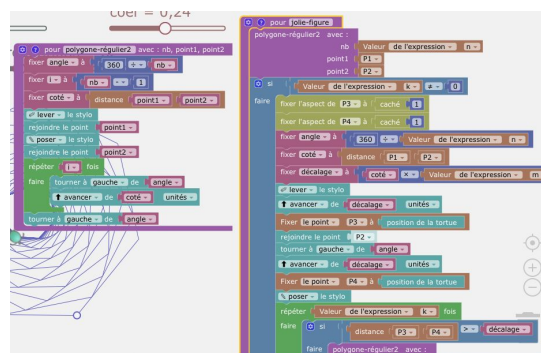 coef = 0,24
pour polygone-régulier2 avec : nb, point1, point2
fixer angle à 360 ÷ nb
fixer i à nb - 1
fixer coté à distance point1 point2
lever le stylo
rejoindre le point point1
poser le stylo
rejoindre le point point2
répéter i fois
faire tourner à gauche de angle
avancer de coté unités
tourner à gauche de angle
pour jolie-figure
polygone-régulier2 avec :
nb Valeur de l'expression n
point1 P1
point2 P2
si Valeur de l'expression k ≠ 0
faire fixer l'aspect de P3 à caché 1
fixer l'aspect de P4 à caché 1
fixer angle à 360 ÷ Valeur de l'expression n
fixer coté à distance P1 P2
fixer décalage à coté × Valeur de l'expression m
lever le stylo
avancer de décalage unités
Fixer le point P3 à position de la tortue
rejoindre le point P2
tourner à gauche de angle
avancer de décalage unités
Fixer le point P4 à position de la tortue
poser le stylo
répéter Valeur de l'expression k fois
faire si distance P3 P4 > décalage
faire polygone-régulier2 avec :